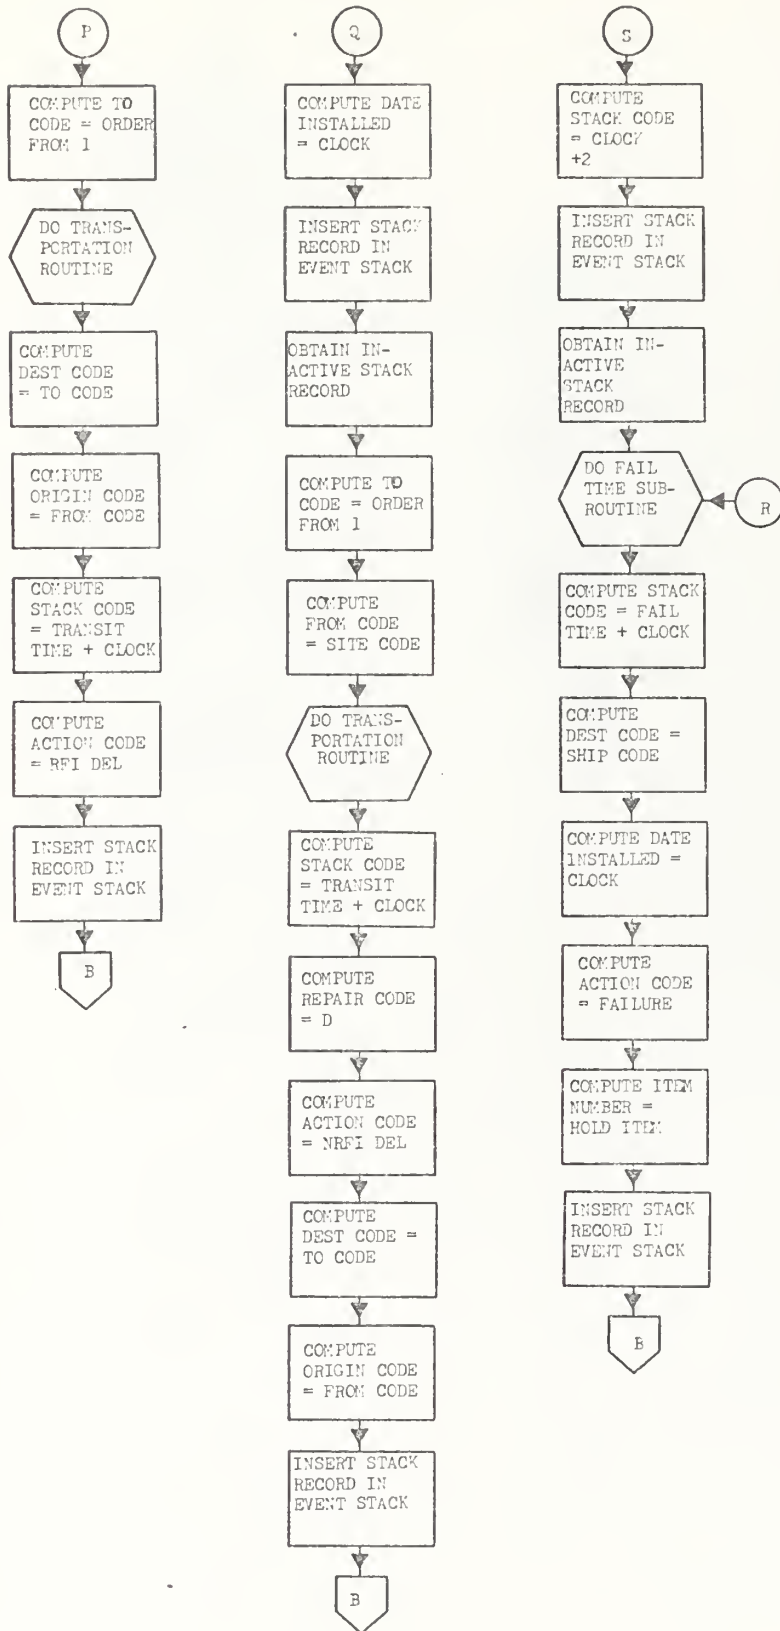 P
COMPUTE TO
CODE = ORDER
FROM 1
DO TRANS-
PORTATION
ROUTINE
COMPUTE
DEST CODE
= TO CODE
COMPUTE
ORIGIN CODE
= FROM CODE
COMPUTE
STACK CODE
= TRANSIT
TIME + CLOCK
COMPUTE
ACTION CODE
= RFI DEL
INSERT STACK
RECORD IN
EVENT STACK
B
Q
COMPUTE DATE
INSTALLED
= CLOCK
INSERT STACK
RECORD IN
EVENT STACK
OBTAIN IN-
ACTIVE STACK
RECORD
COMPUTE TO
CODE = ORDER
FROM 1
COMPUTE
FROM CODE
= SITE CODE
DO TRANS-
PORTATION
ROUTINE
COMPUTE
STACK CODE
= TRANSIT
TIME + CLOCK
COMPUTE
REPAIR CODE
= D
COMPUTE
ACTION CODE
= NRFI DEL
COMPUTE
DEST CODE =
TO CODE
COMPUTE
ORIGIN CODE
= FROM CODE
INSERT STACK
RECORD IN
EVENT STACK
B
S
COMPUTE
STACK CODE
= CLOCK
+2
INSERT STACK
RECORD IN
EVENT STACK
OBTAIN IN-
ACTIVE
STACK
RECORD
DO FAIL
TIME SUB-
ROUTINE
R
COMPUTE STACK
CODE = FAIL
TIME + CLOCK
COMPUTE
DEST CODE =
SHIP CODE
COMPUTE DATE
INSTALLED =
CLOCK
COMPUTE
ACTION CODE
= FAILURE
COMPUTE ITEM
NUMBER =
HOLD ITEM
INSERT STACK
RECORD IN
EVENT STACK
B